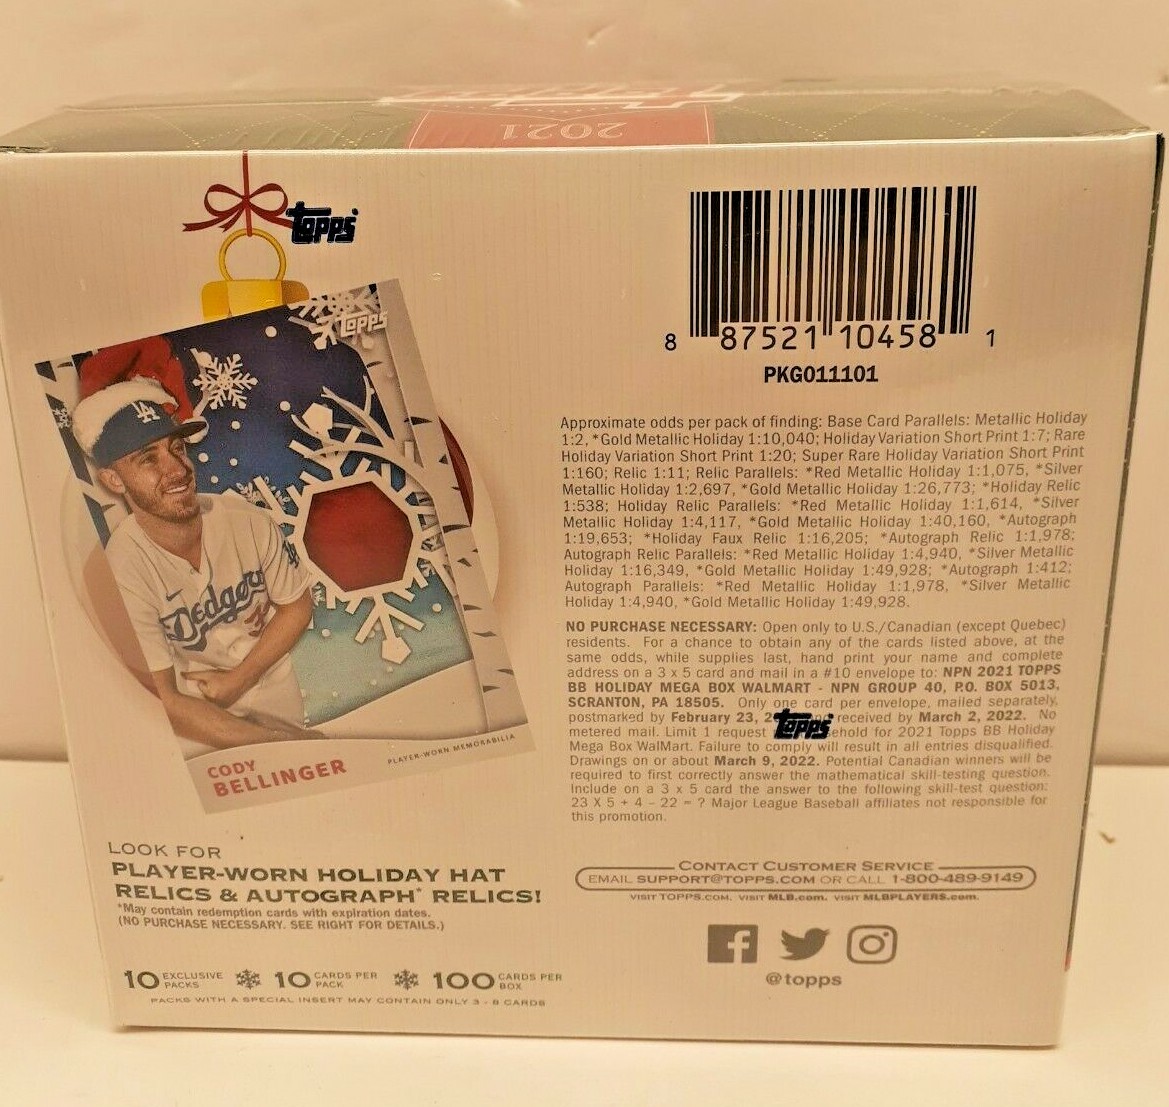 2021
topps
topps
LA
Dodgers
CODY
BELLINGER
PLAYER-WORN MEMORABILIA
LOOK FOR
PLAYER-WORN HOLIDAY HAT
RELICS & AUTOGRAPH* RELICS!
*May contain redemption cards with expiration dates.
(NO PURCHASE NECESSARY. SEE RIGHT FOR DETAILS.)
10 EXCLUSIVE PACKS 10 CARDS PER PACK 100 CARDS PER BOX
PACKS WITH A SPECIAL INSERT MAY CONTAIN ONLY 3 - 8 CARDS
8 87521 10458 1
PKG011101
Approximate odds per pack of finding: Base Card Parallels: Metallic Holiday
1:2, *Gold Metallic Holiday 1:10,040; Holiday Variation Short Print 1:7; Rare
Holiday Variation Short Print 1:20; Super Rare Holiday Variation Short Print
1:160; Relic 1:11; Relic Parallels: *Red Metallic Holiday 1:1,075, *Silver
Metallic Holiday 1:2,697, *Gold Metallic Holiday 1:26,773; *Holiday Relic
1:538; Holiday Relic Parallels: *Red Metallic Holiday 1:1,614, *Silver
Metallic Holiday 1:4,117, *Gold Metallic Holiday 1:40,160, *Autograph
1:19,653; *Holiday Faux Relic 1:16,205; *Autograph Relic 1:1,978;
Autograph Relic Parallels: *Red Metallic Holiday 1:4,940, *Silver Metallic
Holiday 1:16,349, *Gold Metallic Holiday 1:49,928; *Autograph 1:412;
Autograph Parallels: *Red Metallic Holiday 1:1,978, *Silver Metallic
Holiday 1:4,940, *Gold Metallic Holiday 1:49,928.
NO PURCHASE NECESSARY: Open only to U.S./Canadian (except Quebec)
residents. For a chance to obtain any of the cards listed above, at the
same odds, while supplies last, hand print your name and complete
address on a 3 x 5 card and mail in a #10 envelope to: NPN 2021 TOPPS
BB HOLIDAY MEGA BOX WALMART - NPN GROUP 40, P.O. BOX 5013,
SCRANTON, PA 18505. Only one card per envelope, mailed separately,
postmarked by February 23, received by March 2, 2022. No
metered mail. Limit 1 request for 2021 Topps BB Holiday
topps
Mega Box WalMart. Failure to comply will result in all entries disqualified.
Drawings on or about March 9, 2022. Potential Canadian winners will be
required to first correctly answer the mathematical skill-testing question.
Include on a 3 x 5 card the answer to the following skill-test question:
23 X 5 + 4 – 22 = ? Major League Baseball affiliates not responsible for
this promotion.
CONTACT CUSTOMER SERVICE
EMAIL SUPPORT@TOPPS.COM OR CALL 1-800-489-9149
VISIT TOPPS.COM. VISIT MLB.com. VISIT MLBPLAYERS.com.
@topps